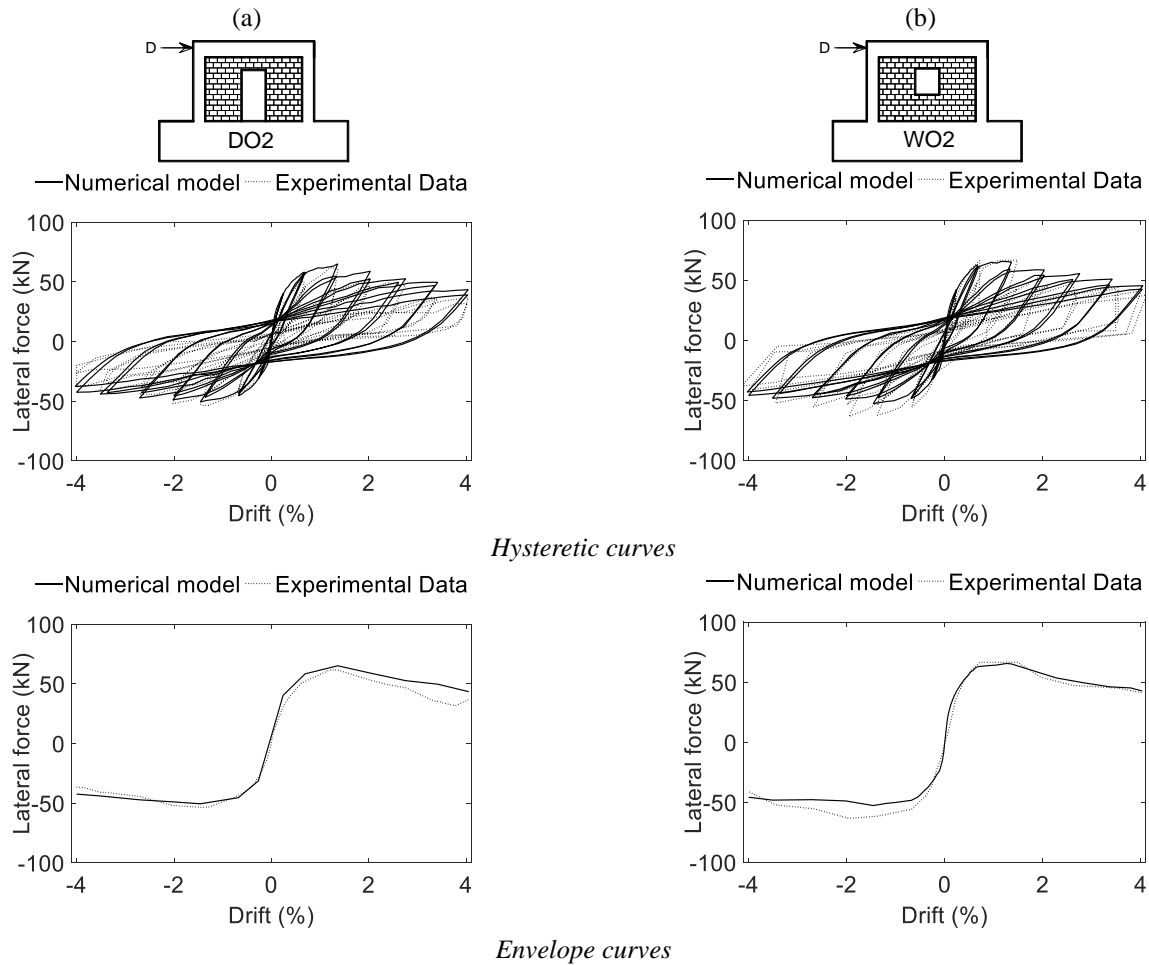 (a)
(b)
D
D
DO2
WO2
Numerical model Experimental Data
Numerical model Experimental Data
100
50
0
-50
-100
Lateral force (kN)
-4 -2 0 2 4
Drift (%)
100
50
0
-50
-100
Lateral force (kN)
-4 -2 0 2 4
Drift (%)
Hysteretic curves
Numerical model Experimental Data
Numerical model Experimental Data
100
50
0
-50
-100
Lateral force (kN)
-4 -2 0 2 4
Drift (%)
100
50
0
-50
-100
Lateral force (kN)
-4 -2 0 2 4
Drift (%)
Envelope curves